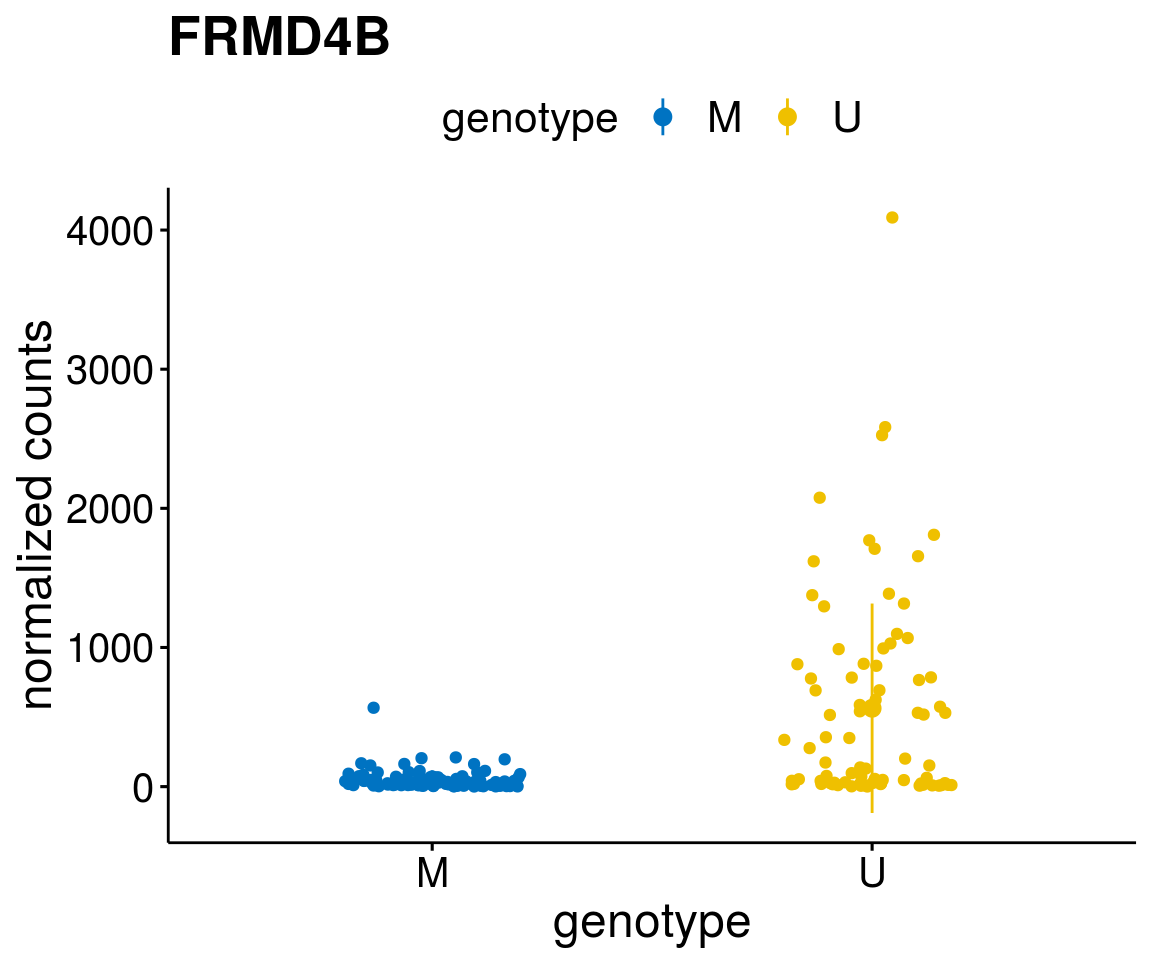 FRMD4B
genotype M U
normalized counts
4000
3000
2000
1000
0
M U
genotype